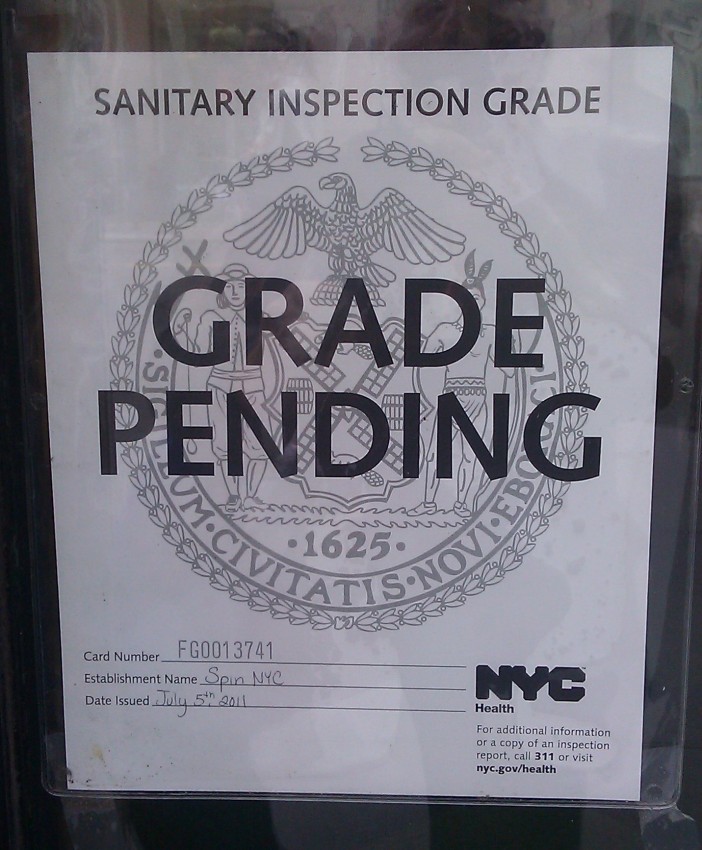 SANITARY INSPECTION GRADE
GRADE
PENDING
SIGILLUM·CIVITATIS·NOVI·EBORACI
·1625·
Card Number FG0013741
Establishment Name Spin NYC
Date Issued July 5th 2011
NYC™
Health
For additional information
or a copy of an inspection
report, call 311 or visit
nyc.gov/health